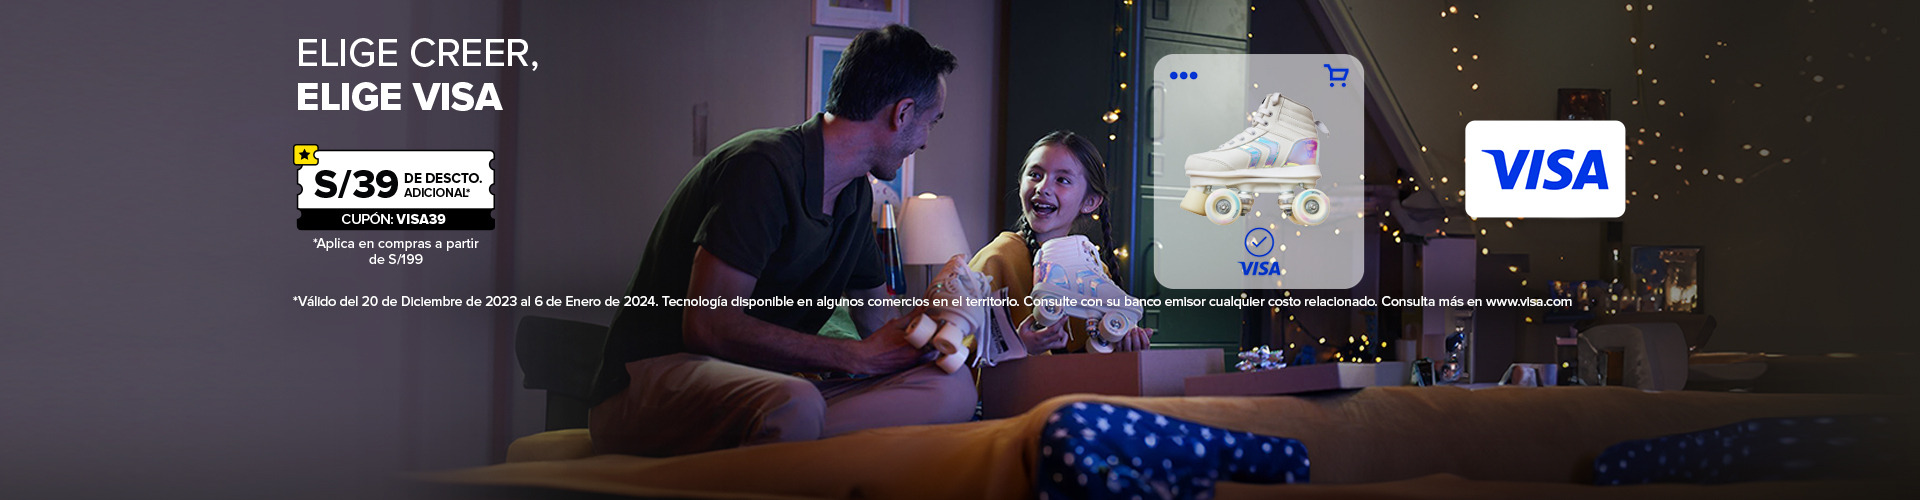 ELIGE CREER,
ELIGE VISA
S/39 DE DESCTO.
ADICIONAL*
CUPÓN: VISA39
*Aplica en compras a partir
de S/199
VISA
VISA
*Válido del 20 de Diciembre de 2023 al 6 de Enero de 2024. Tecnología disponible en algunos comercios en el territorio. Consulte con su banco emisor cualquier costo relacionado. Consulta más en www.visa.com